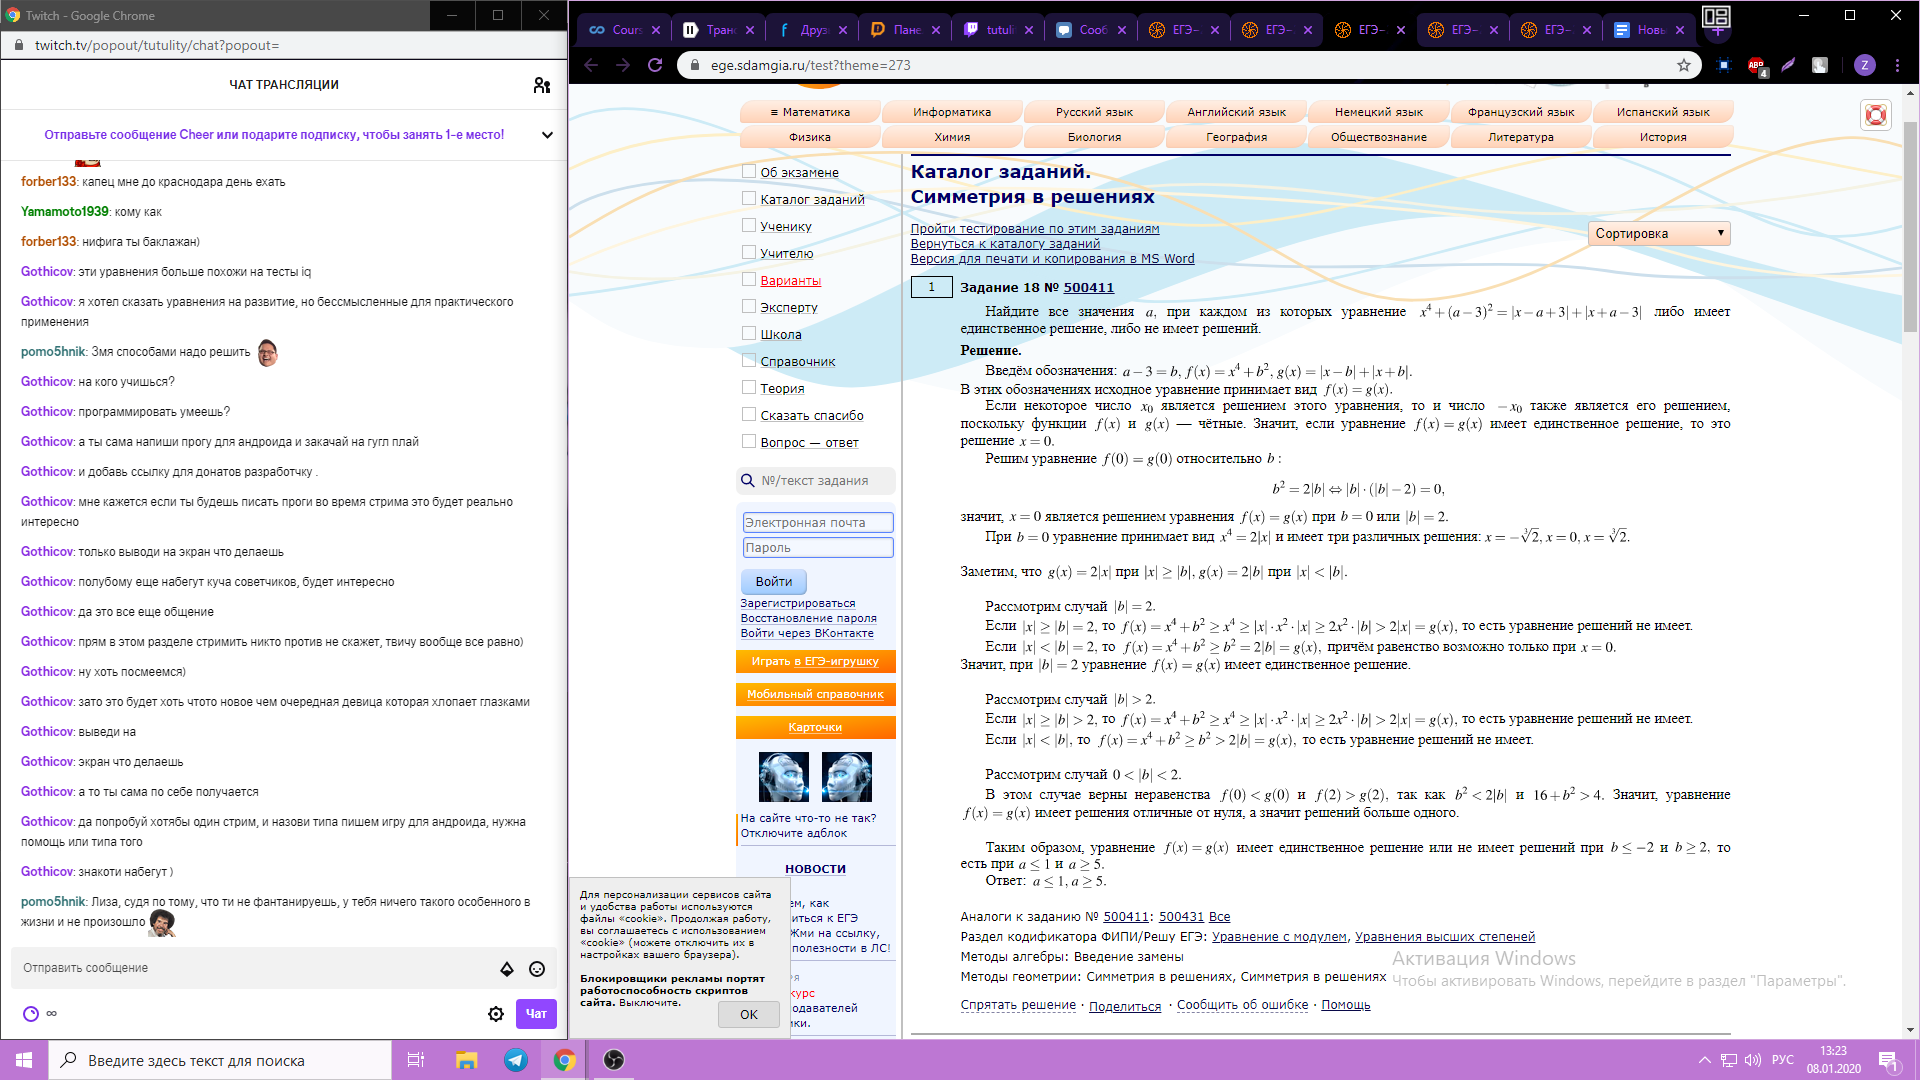 Twitch - Google Chrome
twitch.tv/popout/tutulity/chat?popout=
ЧАТ ТРАНСЛЯЦИИ
Отправьте сообщение Cheer или подарите подписку, чтобы занять 1-е место!
forber133: капец мне до краснодара день ехать
Yamamoto1939: кому как
forber133: нифига ты баклажан)
Gothicov: эти уравнения больше похожи на тесты iq
Gothicov: я хотел сказать уравнения на развитие, но бессмысленные для практического
применения
pomo5hnik: 3мя способами надо решить
Gothicov: на кого учишься?
Gothicov: программировать умеешь?
Gothicov: а ты сама напиши прогу для андроида и закачай на гугл плай
Gothicov: и добавь ссылку для донатов разработчку .
Gothicov: мне кажется если ты будешь писать проги во время стрима это будет реально
интересно
Gothicov: только выводи на экран что делаешь
Gothicov: полубому еще набегут куча советчиков, будет интересно
Gothicov: да это все еще общение
Gothicov: прям в этом разделе стримить никто против не скажет, твичу вообще все равно)
Gothicov: ну хоть посмеемся)
Gothicov: зато это будет хоть чтото новое чем очередная девица которая хлопает глазками
Gothicov: выведи на
Gothicov: экран что делаешь
Gothicov: а то ты сама по себе получается
Gothicov: да попробуй хотябы один стрим, и назови типа пишем игру для андроида, нужна
помощь или типа того
Gothicov: знакоти набегут )
pomo5hnik: Лиза, судя по тому, что ти не фантанируешь, у тебя ничего такого особенного в
жизни и не произошло
Отправить сообщение
∞
Чат
Cours
Тран
Друз
Пане
tutuli
Сооб
ЕГЭ–
ЕГЭ–
ЕГЭ–
ЕГЭ–
ЕГЭ–
Новы
ege.sdamgia.ru/test?theme=273
ABP
4
Z
≡ Математика
Информатика
Русский язык
Английский язык
Немецкий язык
Французский язык
Испанский язык
Физика
Химия
Биология
География
Обществознание
Литература
История
Об экзамене
Каталог заданий
Ученику
Учителю
Варианты
Эксперту
Школа
Справочник
Теория
Сказать спасибо
Вопрос — ответ
№/текст задания
Электронная почта
Пароль
Войти
Зарегистрироваться
Восстановление пароля
Войти через ВКонтакте
Играть в ЕГЭ-игрушку
Мобильный справочник
Карточки
На сайте что-то не так?
Отключите адблок
НОВОСТИ
ем, как
иться к ЕГЭ
Жми на ссылку,
полезности в ЛС!
я
курс
одавателей
ики.
Для персонализации сервисов сайта
и удобства работы используются
файлы «cookie». Продолжая работу,
вы соглашаетесь с использованием
«cookie» (можете отключить их в
настройках вашего браузера).
Блокировщики рекламы портят
работоспособность скриптов
сайта. Выключите.
OK
Каталог заданий.
Симметрия в решениях
Пройти тестирование по этим заданиям
Вернуться к каталогу заданий
Версия для печати и копирования в MS Word
Сортировка
1
Задание 18 № 500411
Найдите все значения a, при каждом из которых уравнение x⁴+(a−3)²=|x−a+3|+|x+a−3| либо имеет
единственное решение, либо не имеет решений.
Решение.
Введём обозначения: a−3=b, f(x)=x⁴+b², g(x)=|x−b|+|x+b|.
В этих обозначениях исходное уравнение принимает вид f(x)=g(x).
Если некоторое число x₀ является решением этого уравнения, то и число −x₀ также является его решением,
поскольку функции f(x) и g(x) — чётные. Значит, если уравнение f(x)=g(x) имеет единственное решение, то это
решение x=0.
Решим уравнение f(0)=g(0) относительно b :
b²=2|b| ⇔ |b|·(|b|−2)=0,
значит, x=0 является решением уравнения f(x)=g(x) при b=0 или |b|=2.
При b=0 уравнение принимает вид x⁴=2|x| и имеет три различных решения: x=−∛2, x=0, x=∛2.
Заметим, что g(x)=2|x| при |x|≥|b|, g(x)=2|b| при |x|<|b|.
Рассмотрим случай |b|=2.
Если |x|≥|b|=2, то f(x)=x⁴+b²≥x⁴≥|x|·x²·|x|≥2x²·|b|>2|x|=g(x), то есть уравнение решений не имеет.
Если |x|<|b|=2, то f(x)=x⁴+b²≥b²=2|b|=g(x), причём равенство возможно только при x=0.
Значит, при |b|=2 уравнение f(x)=g(x) имеет единственное решение.
Рассмотрим случай |b|>2.
Если |x|≥|b|>2, то f(x)=x⁴+b²≥x⁴≥|x|·x²·|x|≥2x²·|b|>2|x|=g(x), то есть уравнение решений не имеет.
Если |x|<|b|, то f(x)=x⁴+b²≥b²>2|b|=g(x), то есть уравнение решений не имеет.
Рассмотрим случай 0<|b|<2.
В этом случае верны неравенства f(0)<g(0) и f(2)>g(2), так как b²<2|b| и 16+b²>4. Значит, уравнение
f(x)=g(x) имеет решения отличные от нуля, а значит решений больше одного.
Таким образом, уравнение f(x)=g(x) имеет единственное решение или не имеет решений при b≤−2 и b≥2, то
есть при a≤1 и a≥5.
Ответ: a≤1, a≥5.
Аналоги к заданию № 500411: 500431 Все
Раздел кодификатора ФИПИ/Решу ЕГЭ: Уравнение с модулем, Уравнения высших степеней
Методы алгебры: Введение замены
Методы геометрии: Симметрия в решениях, Симметрия в решениях
Спрятать решение · Поделиться · Сообщить об ошибке · Помощь
Активация Windows
Чтобы активировать Windows, перейдите в раздел "Параметры".
Введите здесь текст для поиска
РУС
13:23
08.01.2020
1